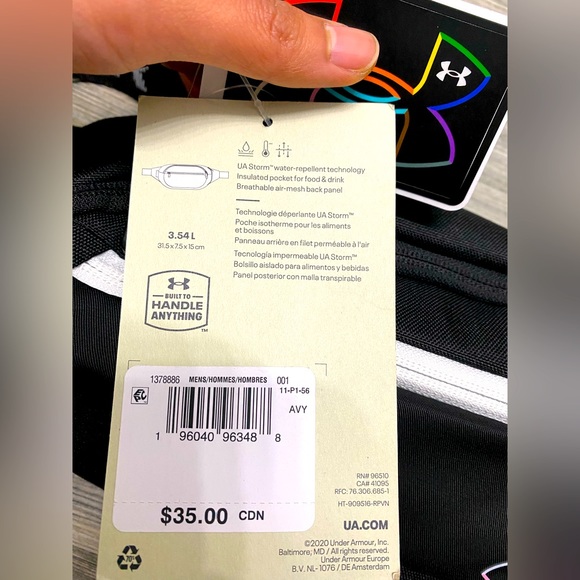 UA Storm™ water-repellent technology
Insulated pocket for food & drink
Breathable air-mesh back panel
Technologie déperlante UA Storm™
Poche isotherme pour les aliments
et boissons
Panneau arrière en filet perméable à l'air
Tecnología impermeable UA Storm™
Bolsillo aislado para alimentos y bebidas
Panel posterior con malla transpirable
3.54 L
31.5 x 7.5 x 15 cm
BUILT TO
HANDLE
ANYTHING™
1378886 MENS/HOMMES/HOMBRES 001
11-P1-56
AVY
1 96040 96348 8
$35.00 CDN
RN# 96510
CA# 41095
RFC: 76.306.685-1
HT-909516-RPVN
UA.COM
©2020 Under Armour, Inc.
Baltimore, MD / All rights reserved.
Under Armour Europe
B.V. NL-1076 / DE Amsterdam